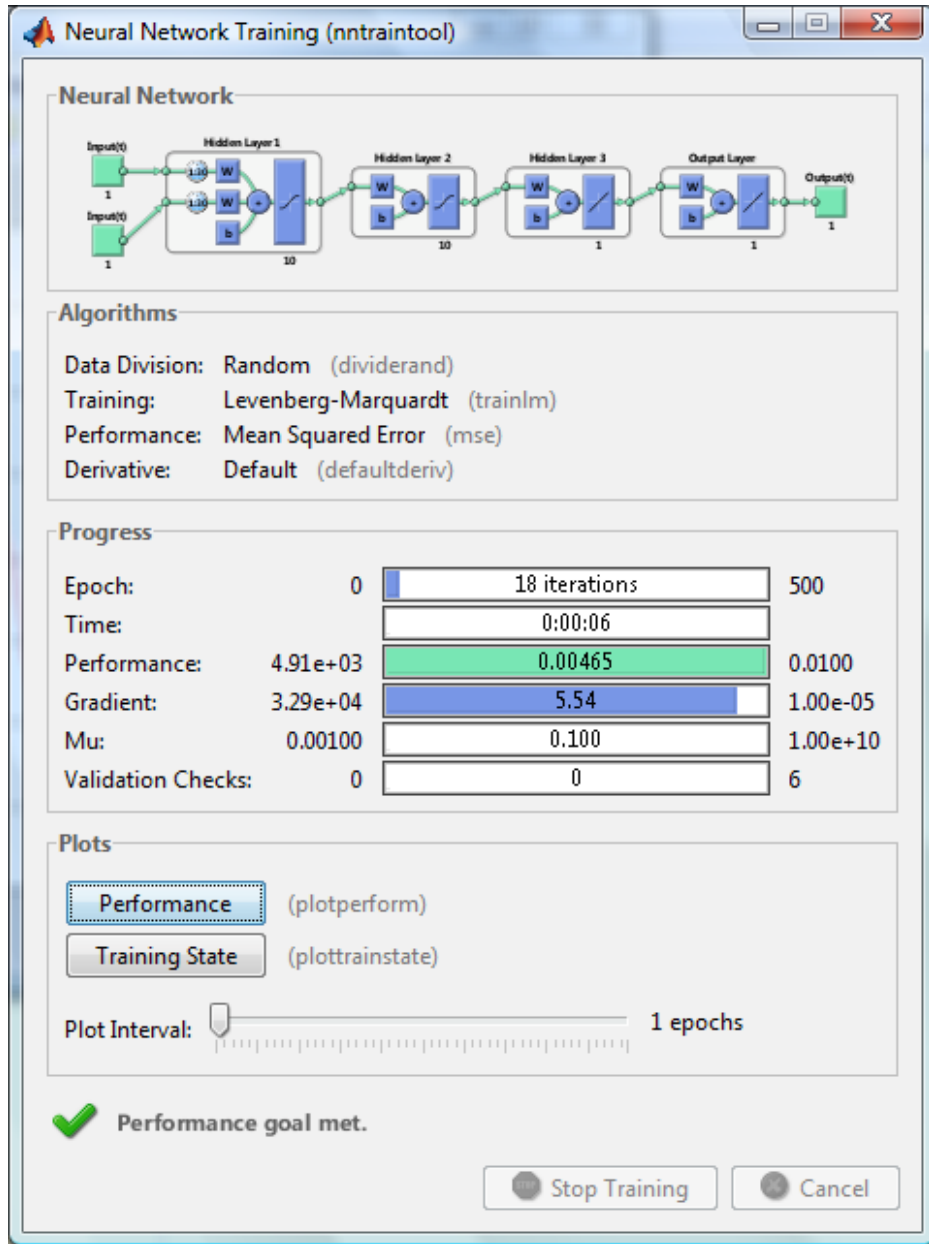 Neural Network Training (nntraintool)
Neural Network
Input(t)
1
Input(t)
1
Hidden Layer 1
1:20
W
1:20
W
b
+
10
Hidden Layer 2
W
b
+
10
Hidden Layer 3
W
b
+
1
Output Layer
W
b
+
1
Output(t)
1
Algorithms
Data Division: Random (dividerand)
Training: Levenberg-Marquardt (trainlm)
Performance: Mean Squared Error (mse)
Derivative: Default (defaultderiv)
Progress
Epoch: 0 18 iterations 500
Time: 0:00:06
Performance: 4.91e+03 0.00465 0.0100
Gradient: 3.29e+04 5.54 1.00e-05
Mu: 0.00100 0.100 1.00e+10
Validation Checks: 0 0 6
Plots
Performance (plotperform)
Training State (plottrainstate)
Plot Interval: 1 epochs
Performance goal met.
Stop Training Cancel